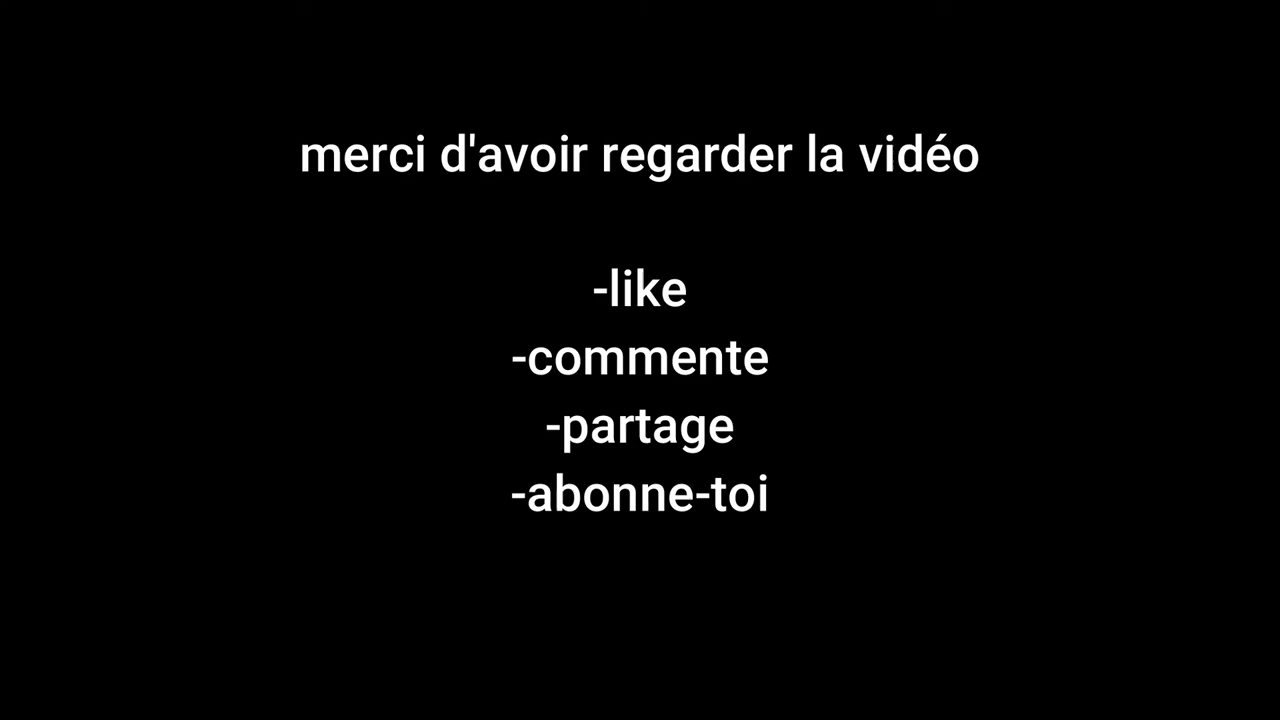 merci d'avoir regarder la vidéo
-like
-commente
-partage
-abonne-toi